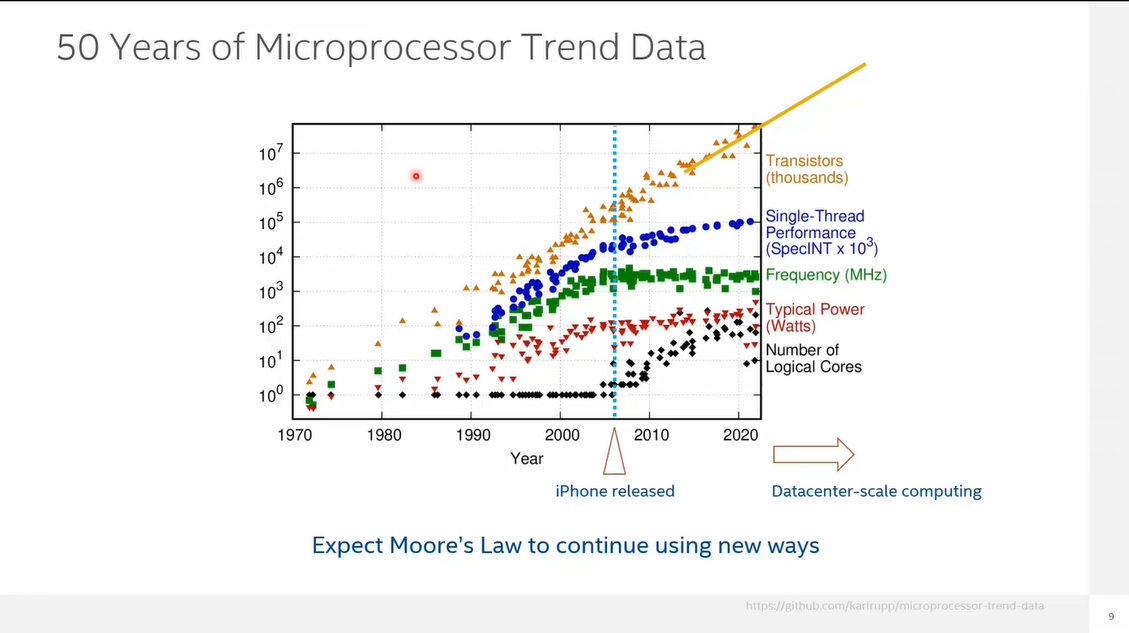 50 Years of Microprocessor Trend Data
10^7
10^6
10^5
10^4
10^3
10^2
10^1
10^0
Transistors
(thousands)
Single-Thread
Performance
(SpecINT x 10^3)
Frequency (MHz)
Typical Power
(Watts)
Number of
Logical Cores
1970 1980 1990 2000 2010 2020
Year
iPhone released
Datacenter-scale computing
Expect Moore’s Law to continue using new ways
https://github.com/karlrupp/microprocessor-trend-data
9